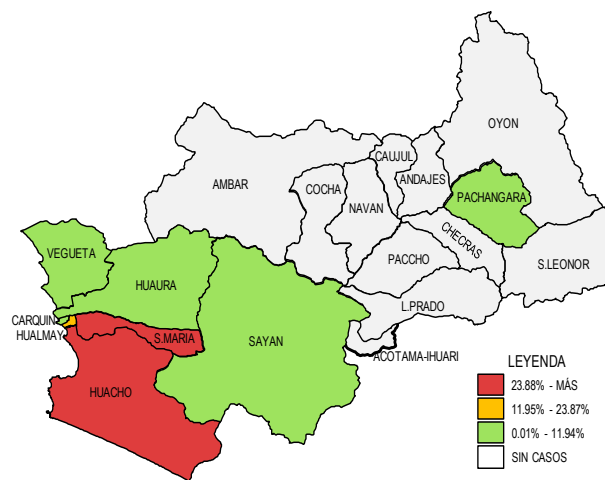 OYON
CAUJUL
ANDAJES
AMBAR
COCHA
NAVAN
PACHANGARA
CHECRAS
VEGUETA
HUAURA
PACCHO
S.LEONOR
L.PRADO
CARQUIN
HUALMAY
S.MARIA
SAYAN
ACOTAMA-IHUARI
HUACHO
LEYENDA
23.88% - MÁS
11.95% - 23.87%
0.01% - 11.94%
SIN CASOS